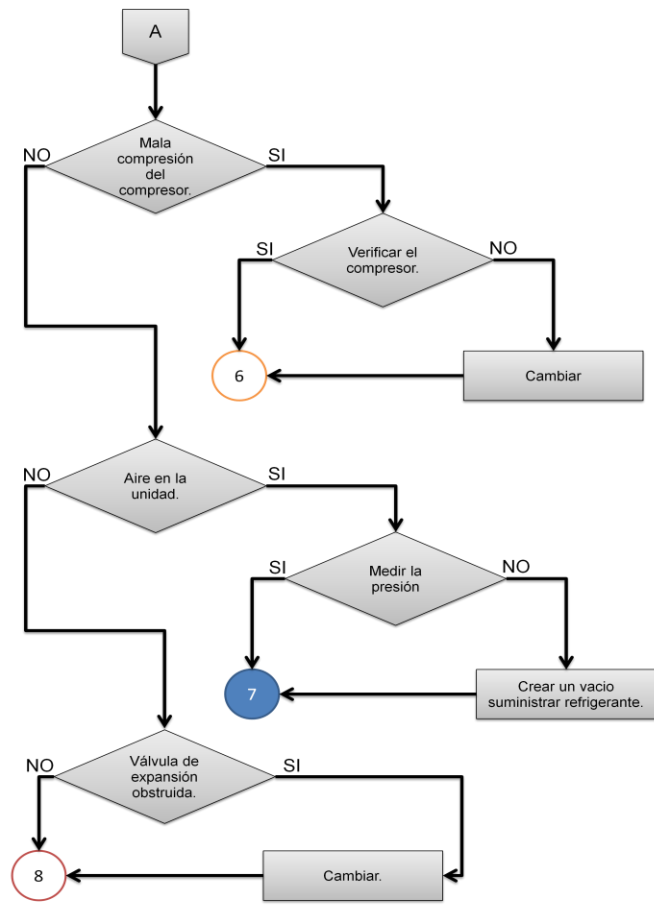 A
NO
Mala
compresión
del
compresor.
SI
SI
Verificar el
compresor.
NO
6
Cambiar
NO
Aire en la
unidad.
SI
SI
Medir la
presión
NO
7
Crear un vacio
suministrar refrigerante.
NO
Válvula de
expansión
obstruida.
SI
8
Cambiar.